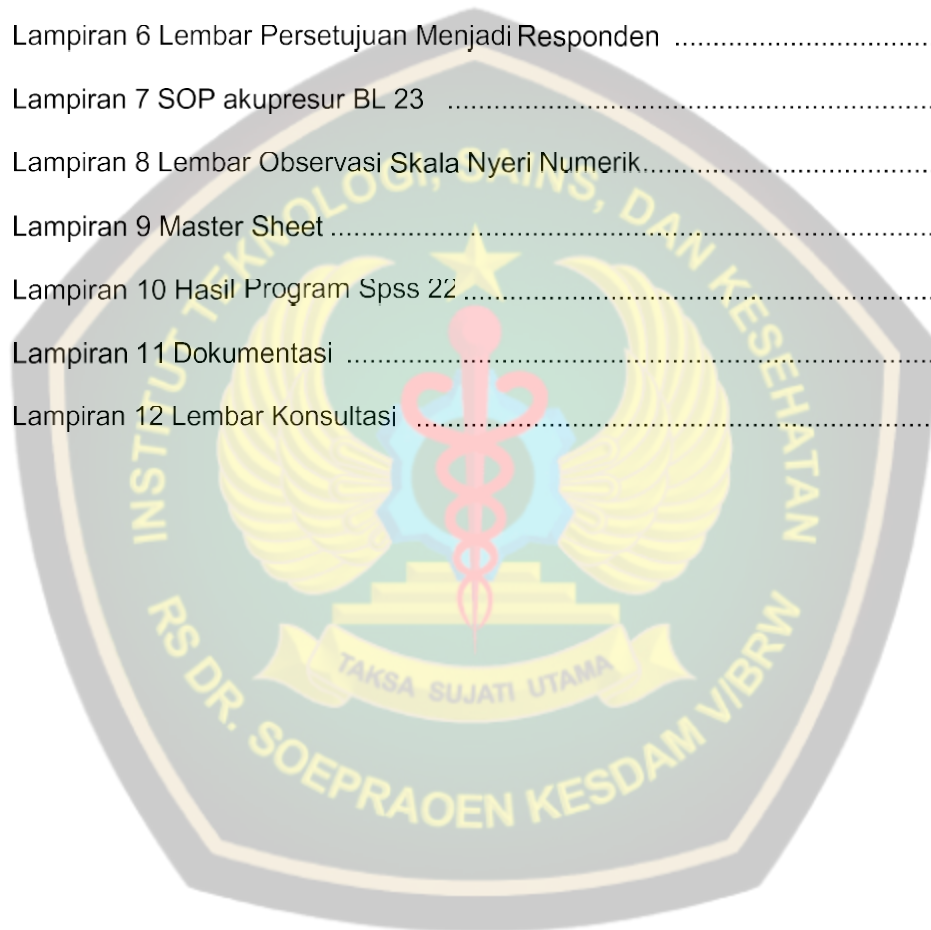 Lampiran 6 Lembar Persetujuan Menjadi Responden ..............................
Lampiran 7 SOP akupresur BL 23 ....................................................
Lampiran 8 Lembar Observasi Skala Nyeri Numerik..................................
Lampiran 9 Master Sheet ..............................................................
Lampiran 10 Hasil Program Spss 22 ..................................................
Lampiran 11 Dokumentasi ..............................................................
Lampiran 12 Lembar Konsultasi .......................................................
INSTITUT TEKNOLOGI, SAINS, DAN KESEHATAN
TAKSA SUJATI UTAMA
RS DR. SOEPRAOEN KESDAM V/BRW